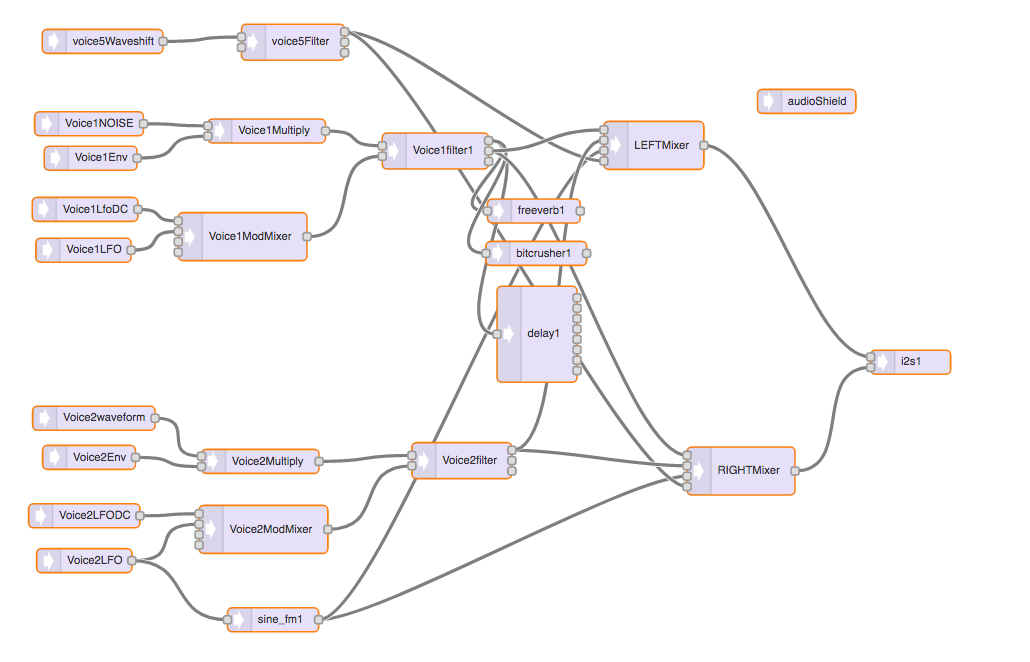 voice5Waveshift
voice5Filter
audioShield
Voice1NOISE
Voice1Multiply
LEFTMixer
Voice1Env
Voice1filter1
Voice1LfoDC
freeverb1
Voice1ModMixer
Voice1LFO
bitcrusher1
delay1
i2s1
Voice2waveform
Voice2Env
Voice2Multiply
Voice2filter
RIGHTMixer
Voice2LFODC
Voice2ModMixer
Voice2LFO
sine_fm1